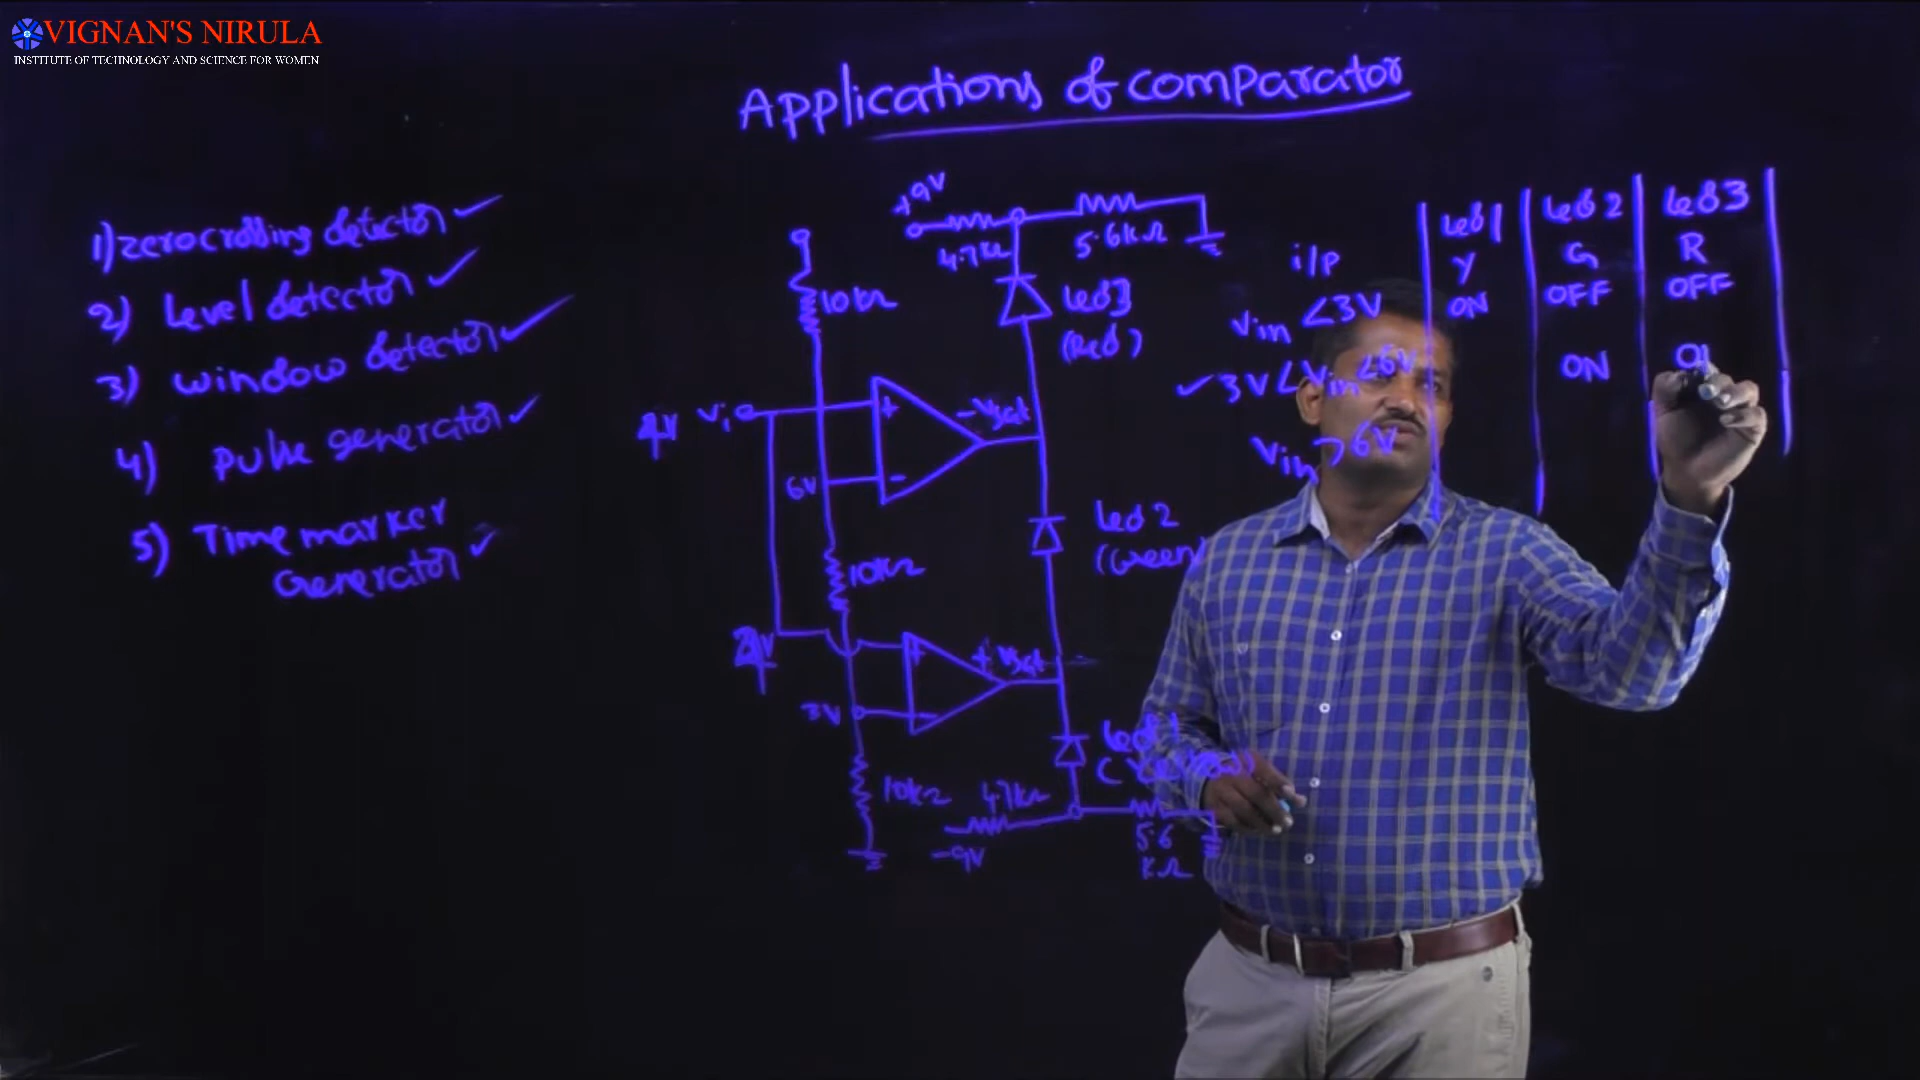 VIGNAN'S NIRULA
INSTITUTE OF TECHNOLOGY AND SCIENCE FOR WOMEN
Applications of comparator
1) zerocrossing detector ✓
2) Level detector ✓
3) window detector ✓
4) pulse generator ✓
5) Time marker
Generator ✓
+9V
4.7kΩ
5.6kΩ
10kΩ
Led3
(Red)
Vi
+
-Vsat
6V
-
Led 2
(Green)
10kΩ
+
+Vsat
3V
-
Led1
10kΩ
4.7kΩ
-9V
5.6
kΩ
i/p
Led1
Led2
Led3
Y
G
R
Vin <3V
ON
OFF
OFF
✓ 3V<Vin<6V
ON
Vin >6V